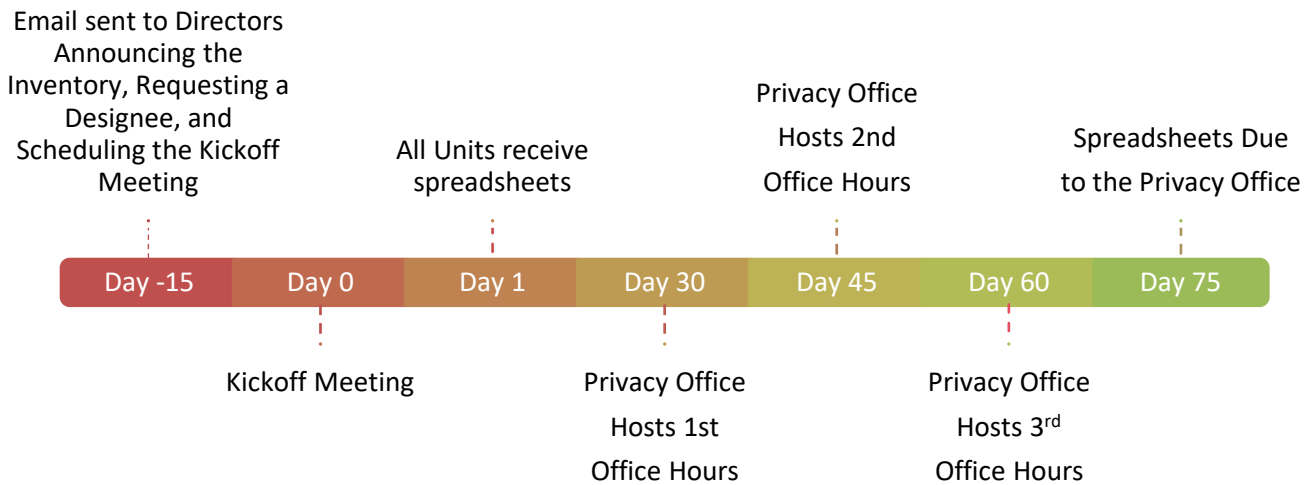 Email sent to Directors
Announcing the
Inventory, Requesting a
Designee, and
Scheduling the Kickoff
Meeting
All Units receive
spreadsheets
Privacy Office
Hosts 2nd
Office Hours
Spreadsheets Due
to the Privacy Office
Day -15
Day 0
Day 1
Day 30
Day 45
Day 60
Day 75
Kickoff Meeting
Privacy Office
Hosts 1st
Office Hours
Privacy Office
Hosts 3rd
Office Hours